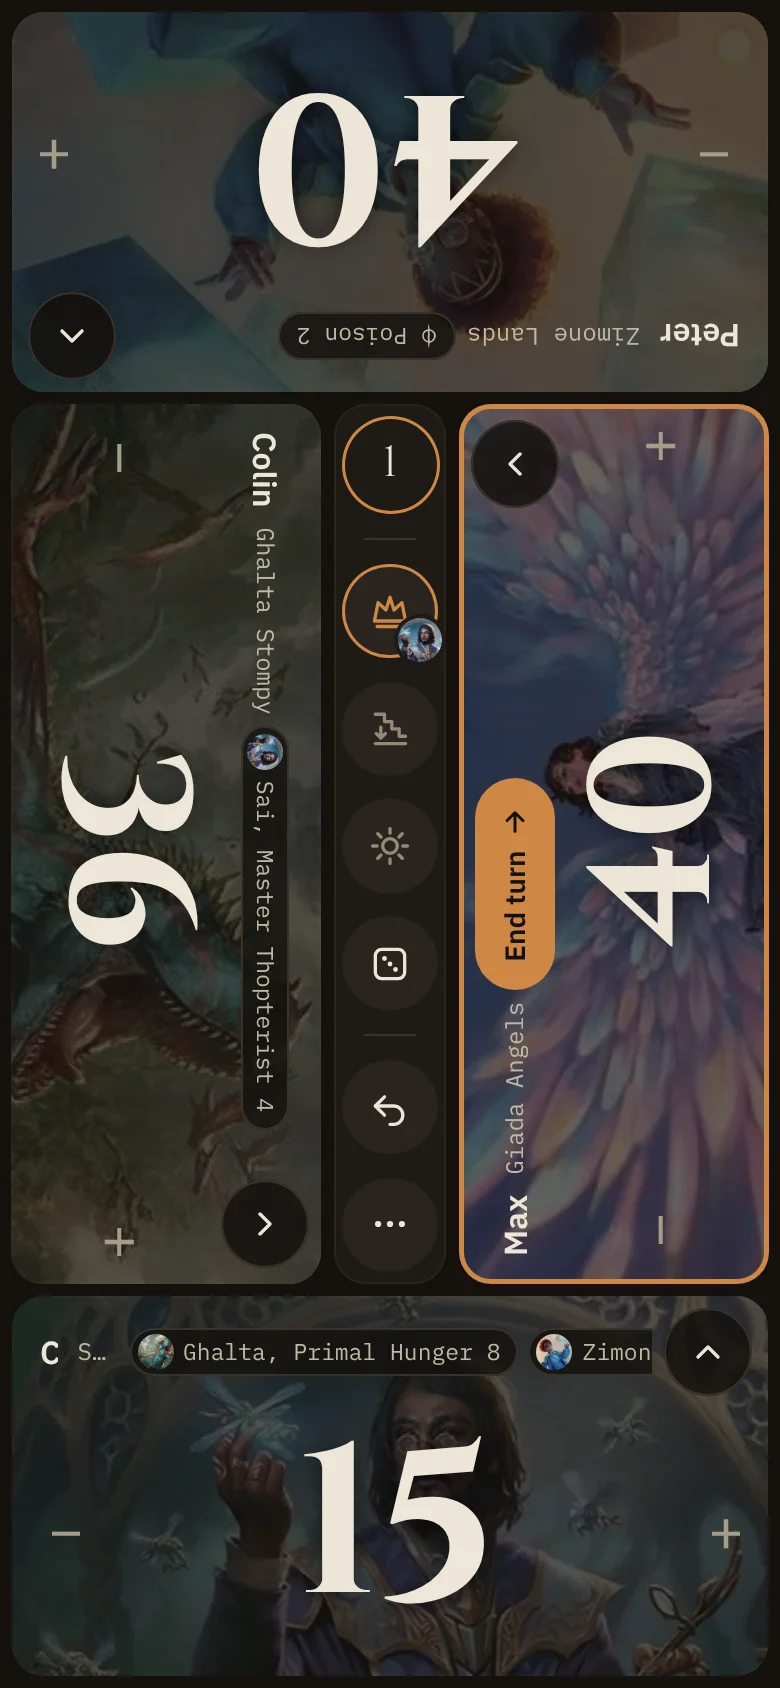 40
Peter Zimone Lands Poison 2
Colin Ghalta Stompy Sai, Master Thopterist 4
36
1
40
End turn →
Max Giada Angels
C S… Ghalta, Primal Hunger 8 Zimon
15